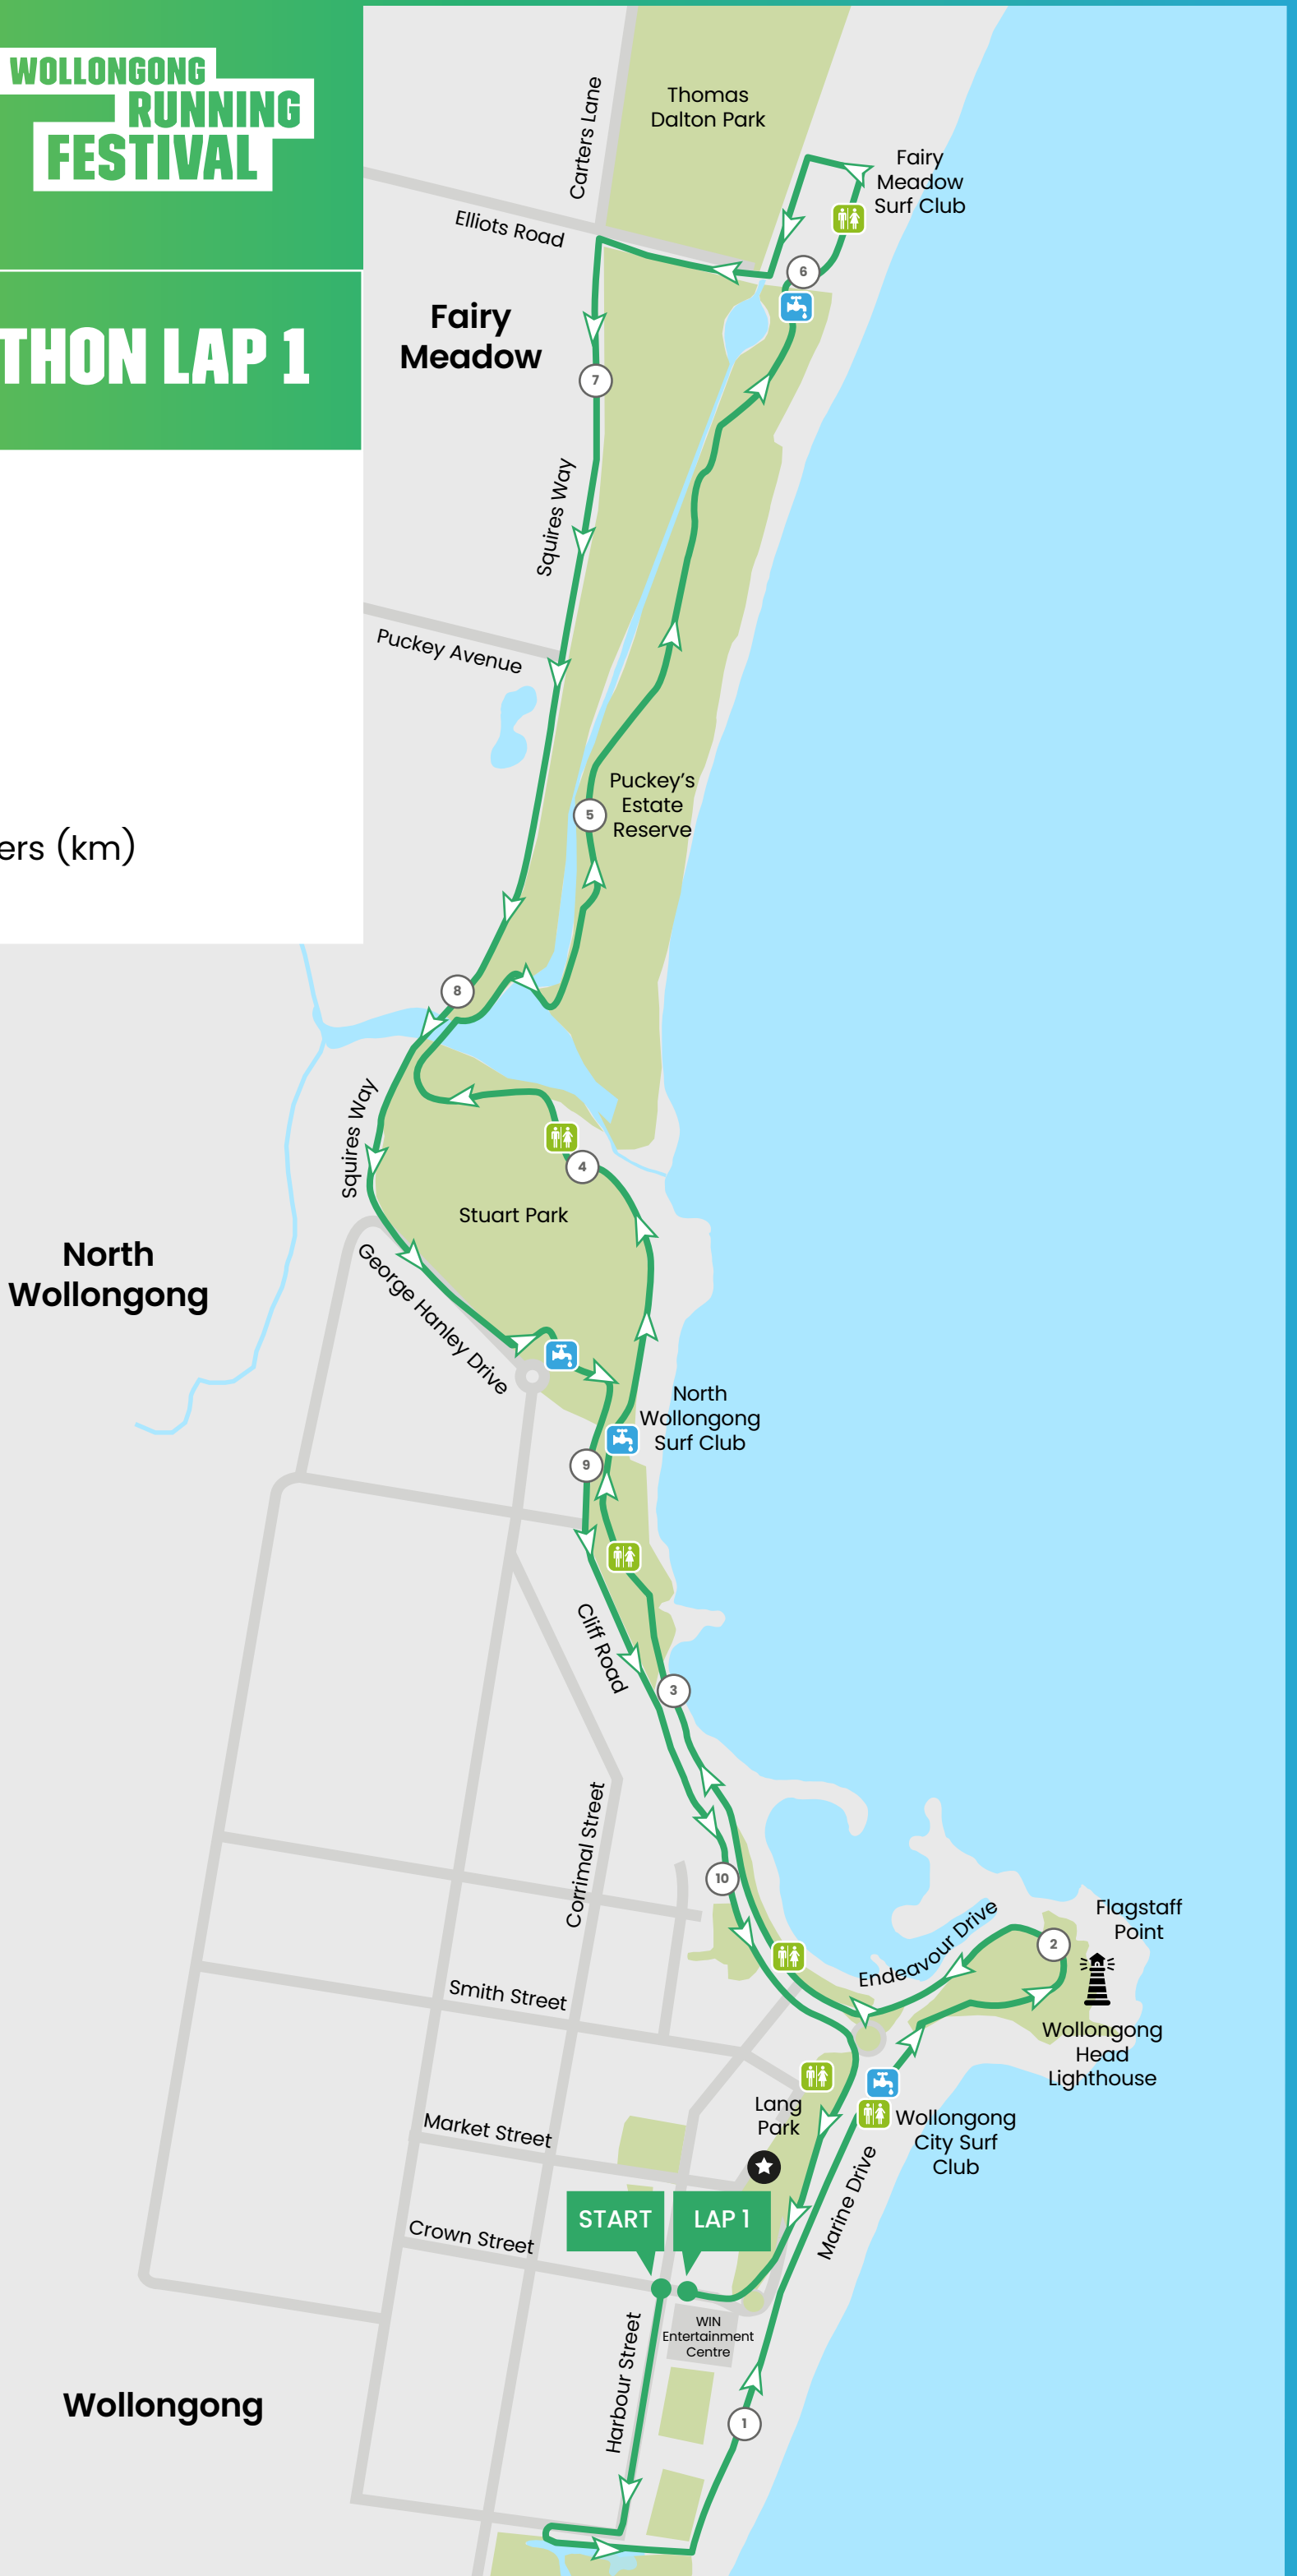 WOLLONGONG
RUNNING
FESTIVAL
THON LAP 1
ers (km)
Thomas
Dalton Park
Carters Lane
Fairy
Meadow
Surf Club
Elliots Road
6
Fairy
Meadow
7
Squires Way
Puckey Avenue
Puckey's
Estate
Reserve
5
8
Squires Way
4
Stuart Park
North
Wollongong
George Hanley Drive
North
Wollongong
Surf Club
9
Cliff Road
3
Corrimal Street
10
Flagstaff
Point
Endeavour Drive
2
Smith Street
Wollongong
Head
Lighthouse
Lang
Park
Wollongong
City Surf
Club
Market Street
Marine Drive
START
LAP 1
Crown Street
WIN
Entertainment
Centre
Harbour Street
Wollongong
1